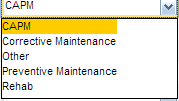 CAPM
CAPM
Corrective Maintenance
Other
Preventive Maintenance
Rehab